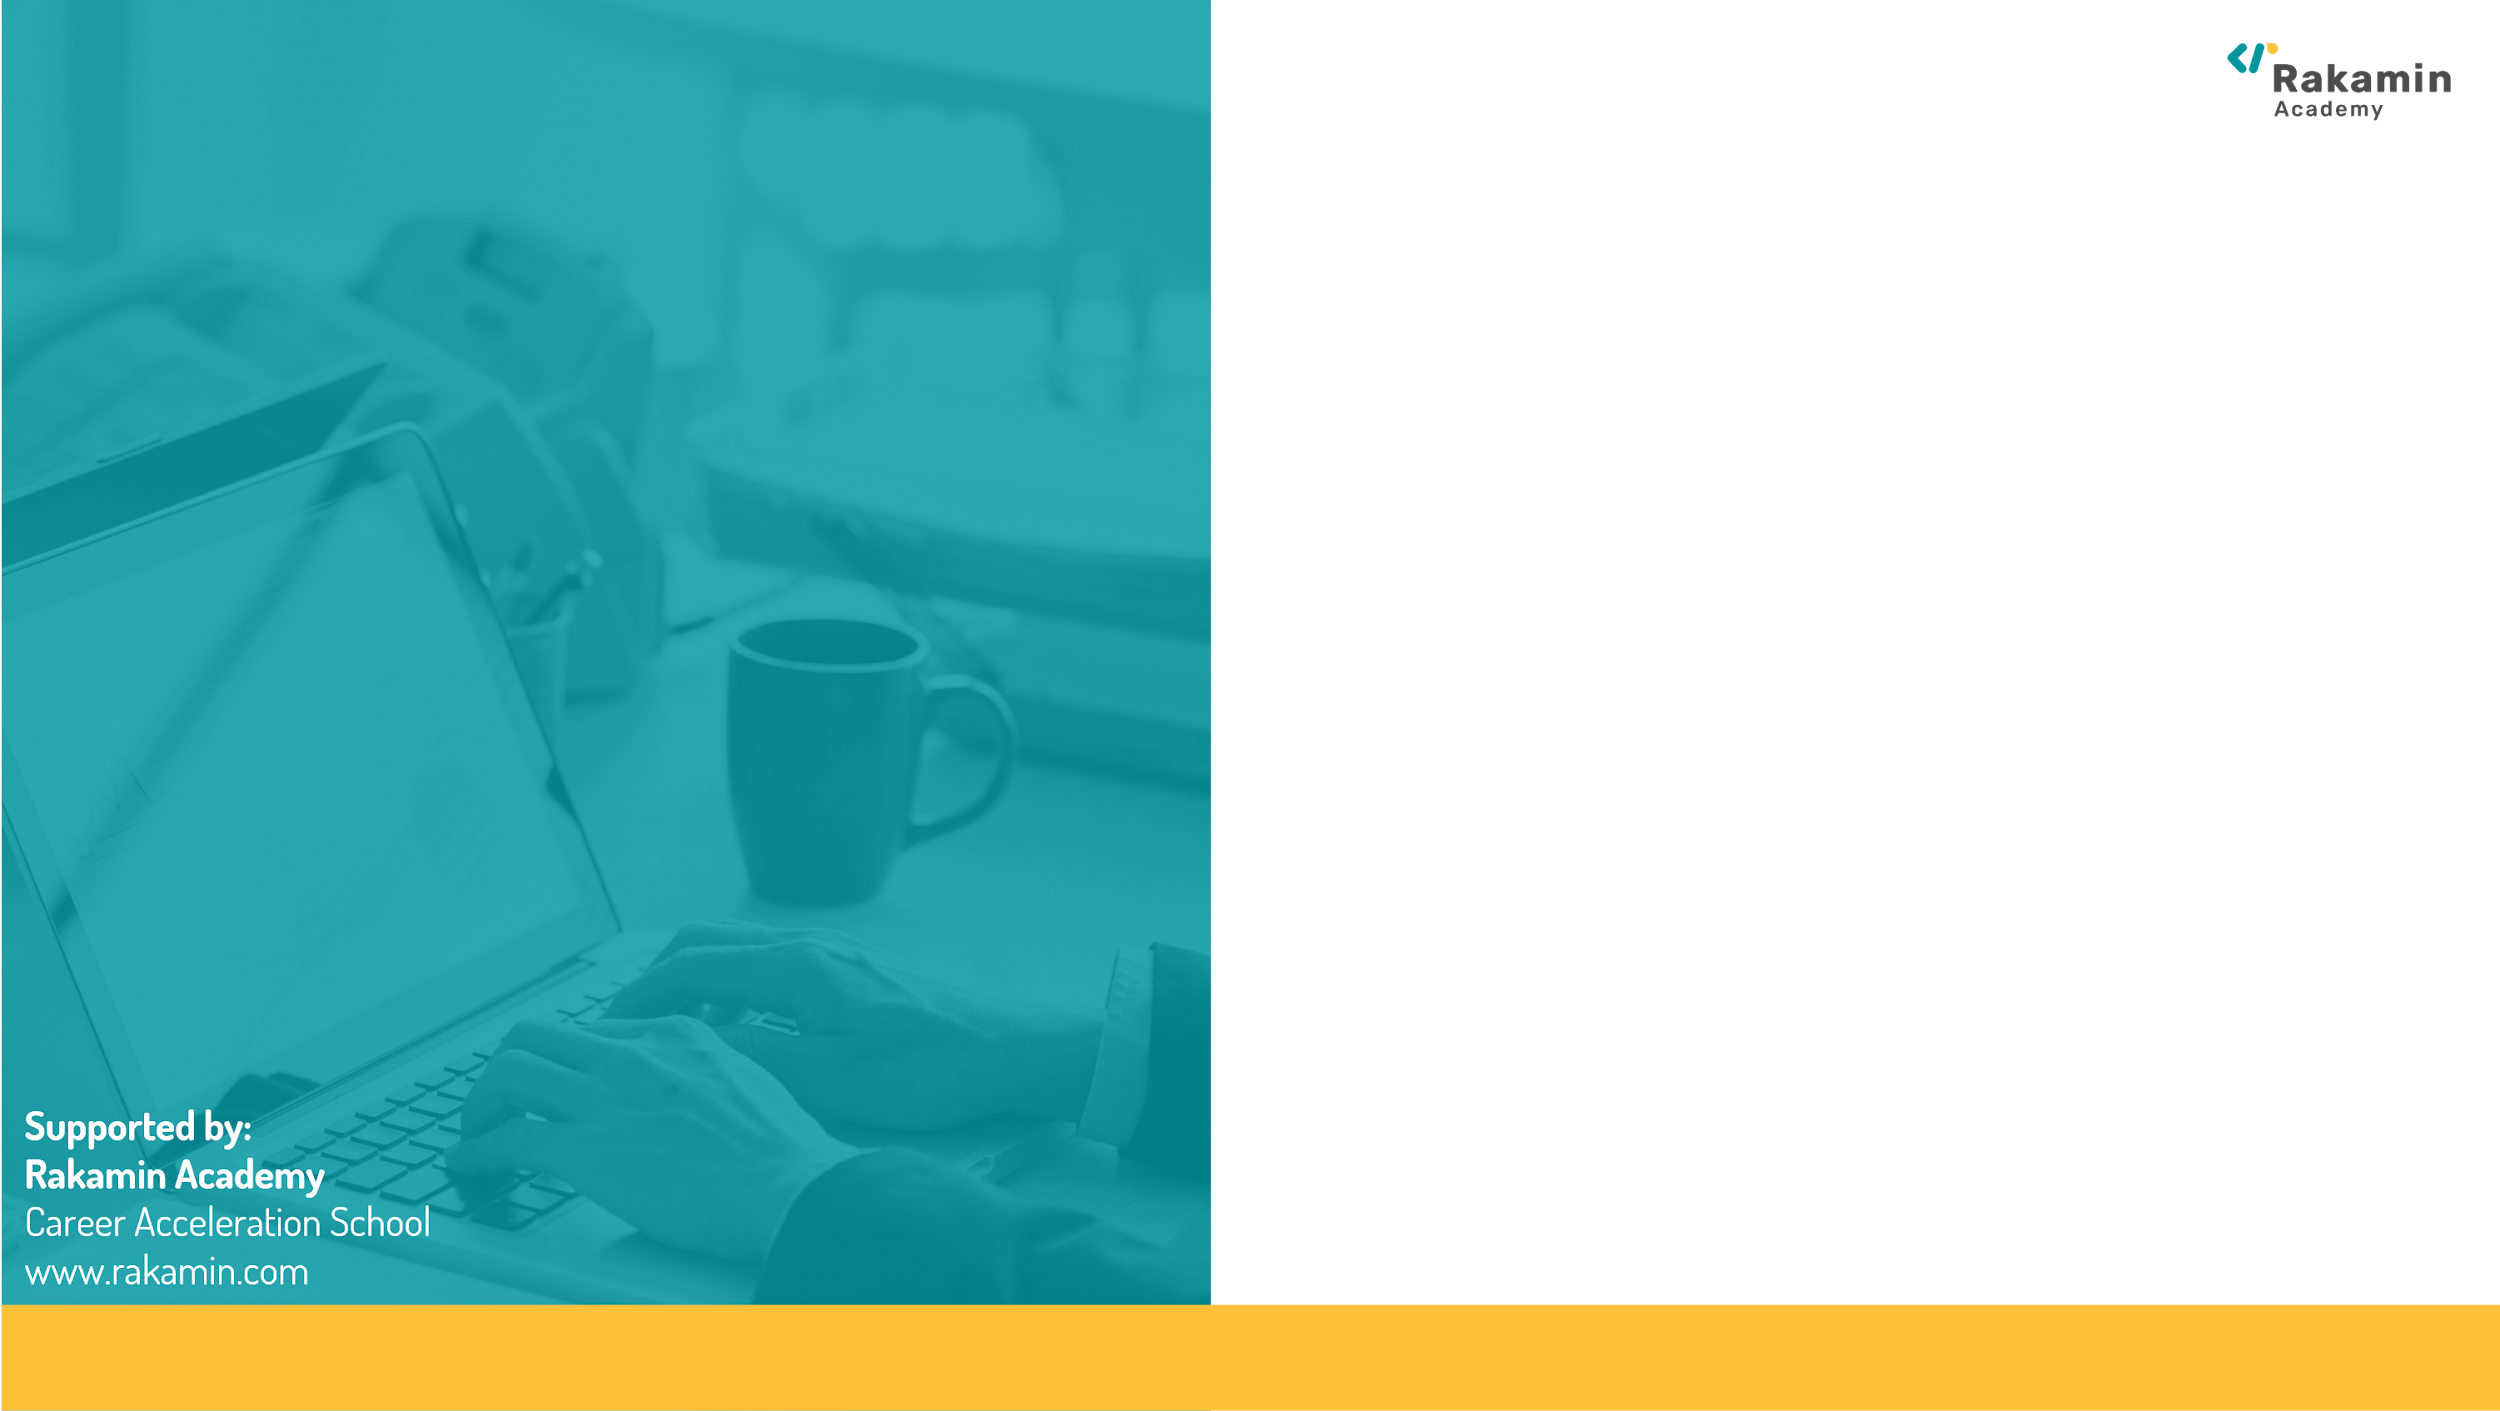 Rakamin
Academy
Supported by:
Rakamin Academy
Career Acceleration School
www.rakamin.com